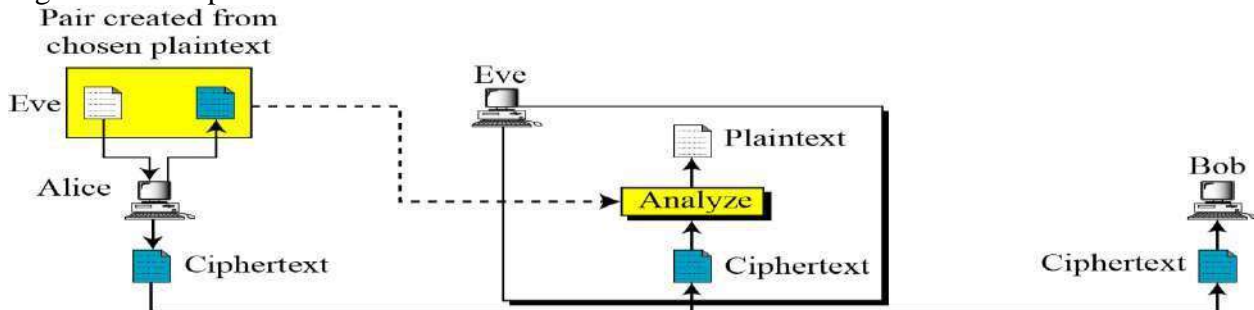 Pair created from
chosen plaintext
Eve
Eve
Plaintext
Bob
Alice
Analyze
Ciphertext
Ciphertext
Ciphertext